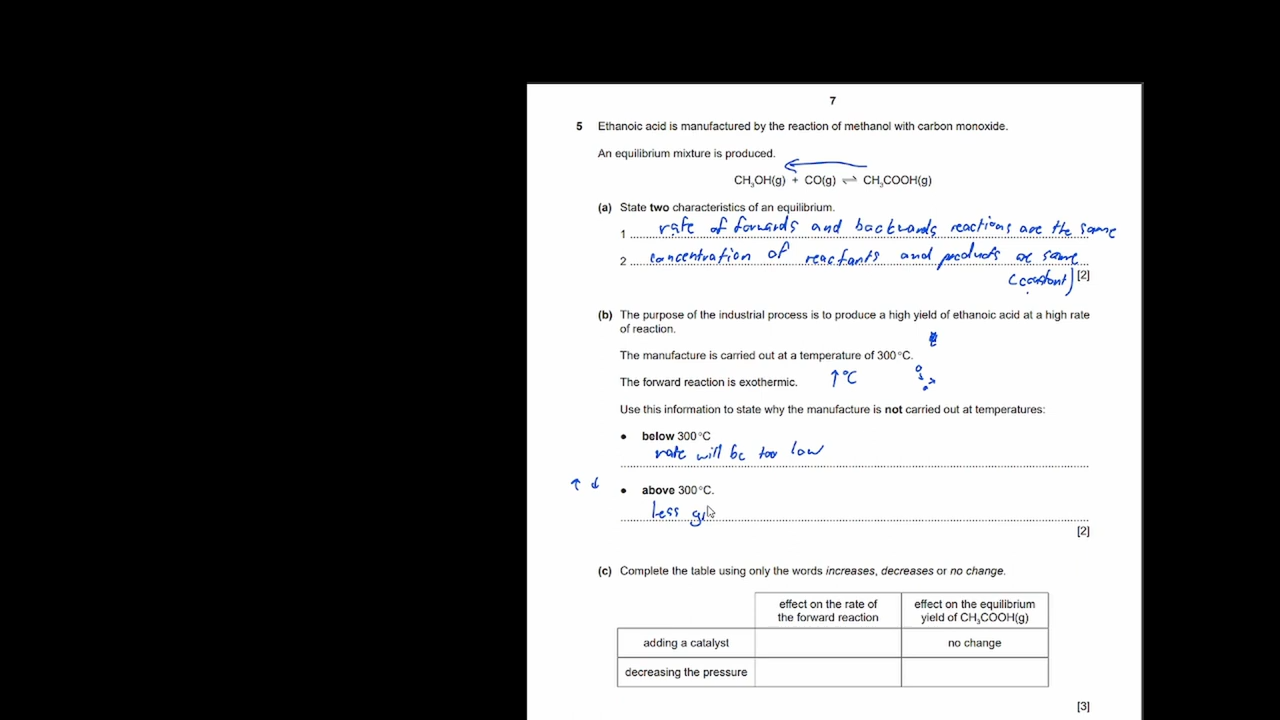 7
5 Ethanoic acid is manufactured by the reaction of methanol with carbon monoxide.
An equilibrium mixture is produced.
CH₃OH(g) + CO(g) ⇌ CH₃COOH(g)
(a) State two characteristics of an equilibrium.
1 rate of forwards and backwards reactions are the same
2 concentration of reactants and products are same
(constant) [2]
(b) The purpose of the industrial process is to produce a high yield of ethanoic acid at a high rate
of reaction.
The manufacture is carried out at a temperature of 300 °C.
The forward reaction is exothermic. ↑°C
Use this information to state why the manufacture is not carried out at temperatures:
• below 300 °C
rate will be too low
↑ ↓ • above 300 °C.
less
[2]
(c) Complete the table using only the words increases, decreases or no change.
effect on the rate of the forward reaction effect on the equilibrium yield of CH₃COOH(g)
adding a catalyst no change
decreasing the pressure
[3]